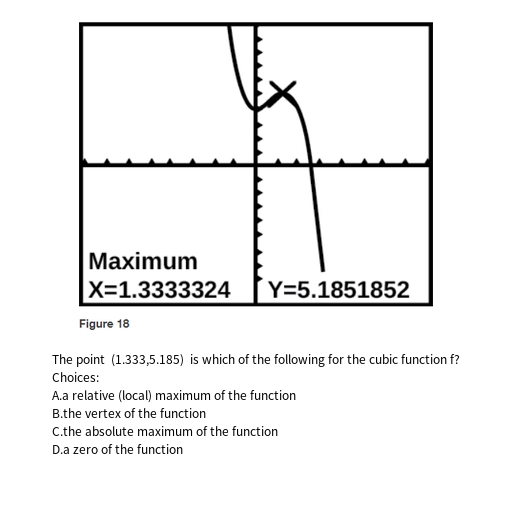 Maximum
X=1.3333324 Y=5.1851852
Figure 18
The point (1.333,5.185) is which of the following for the cubic function f?
Choices:
A.a relative (local) maximum of the function
B.the vertex of the function
C.the absolute maximum of the function
D.a zero of the function